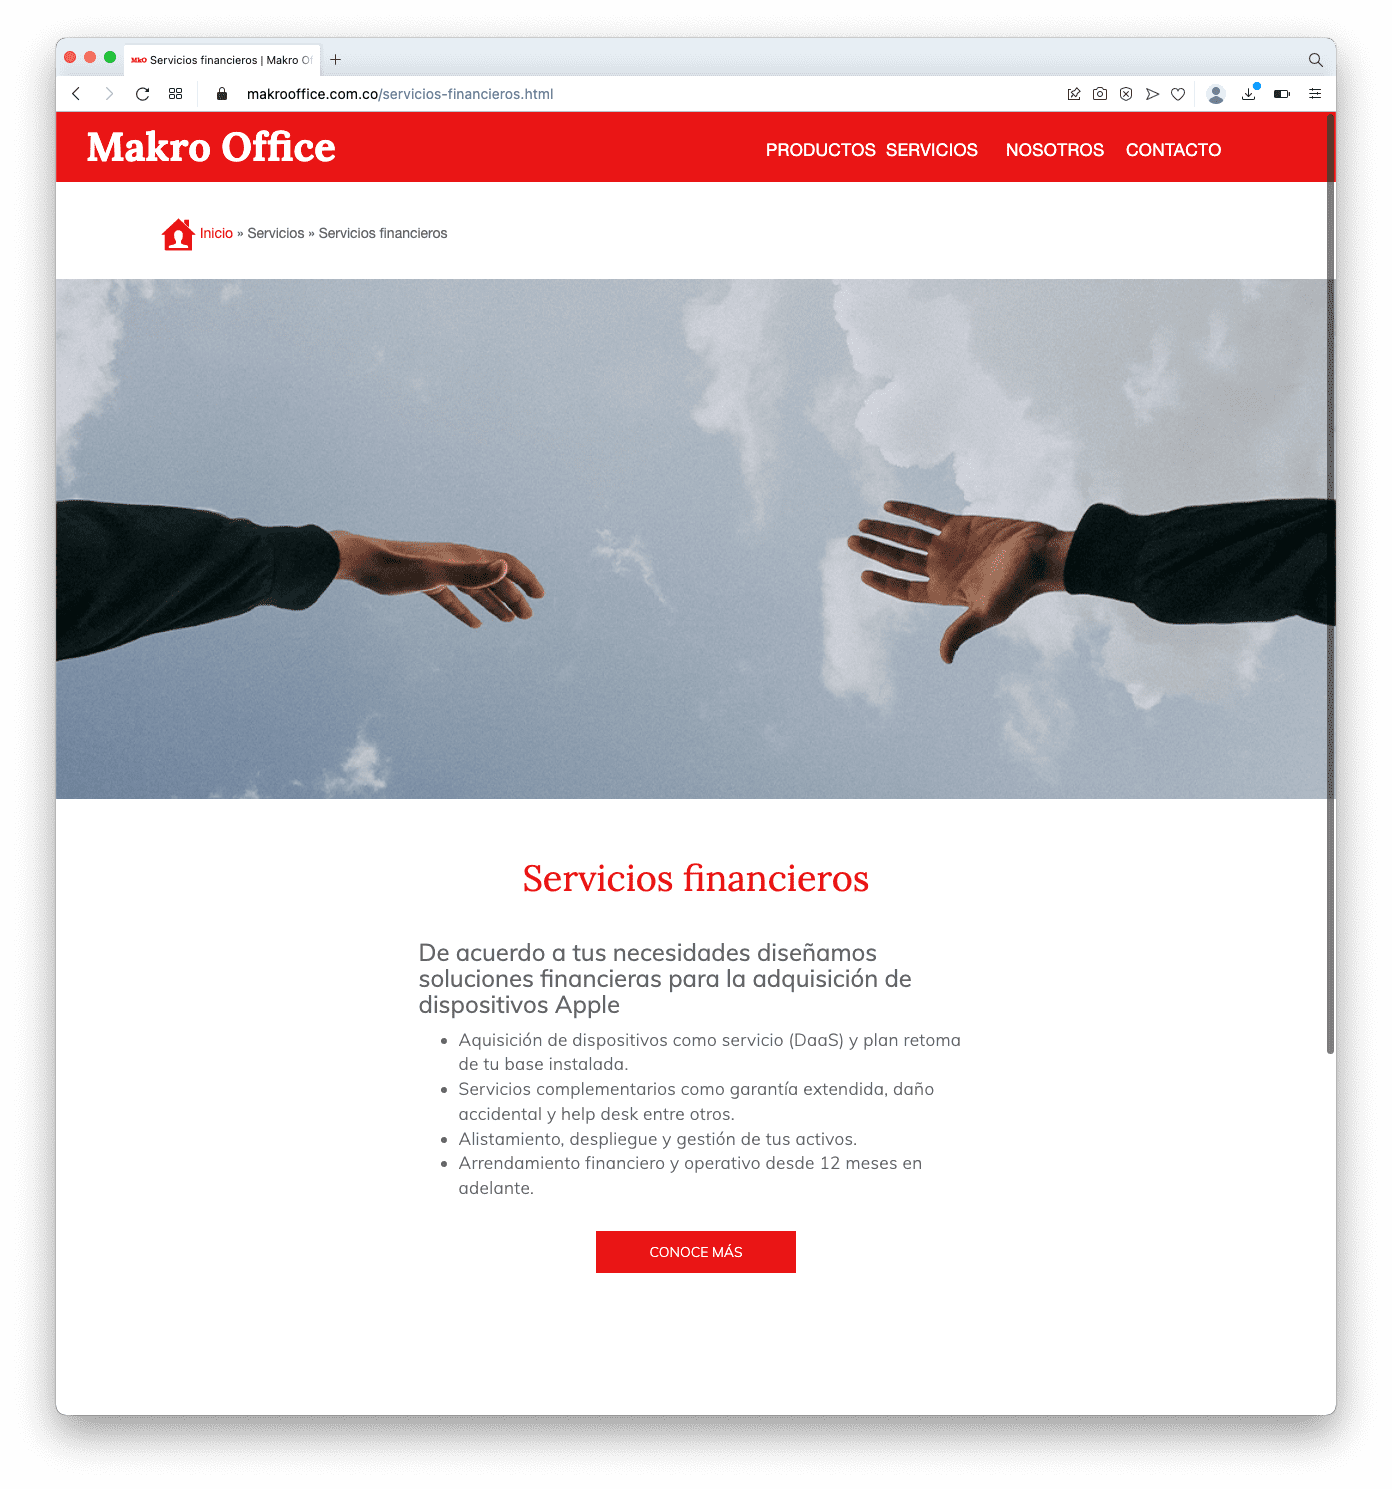 MkO Servicios financieros | Makro Of
makrooffice.com.co/servicios-financieros.html
Makro Office
PRODUCTOS SERVICIOS NOSOTROS CONTACTO
Inicio » Servicios » Servicios financieros
Servicios financieros
De acuerdo a tus necesidades diseñamos
soluciones financieras para la adquisición de
dispositivos Apple
• Aquisición de dispositivos como servicio (DaaS) y plan retoma
de tu base instalada.
• Servicios complementarios como garantía extendida, daño
accidental y help desk entre otros.
• Alistamiento, despliegue y gestión de tus activos.
• Arrendamiento financiero y operativo desde 12 meses en
adelante.
CONOCE MÁS